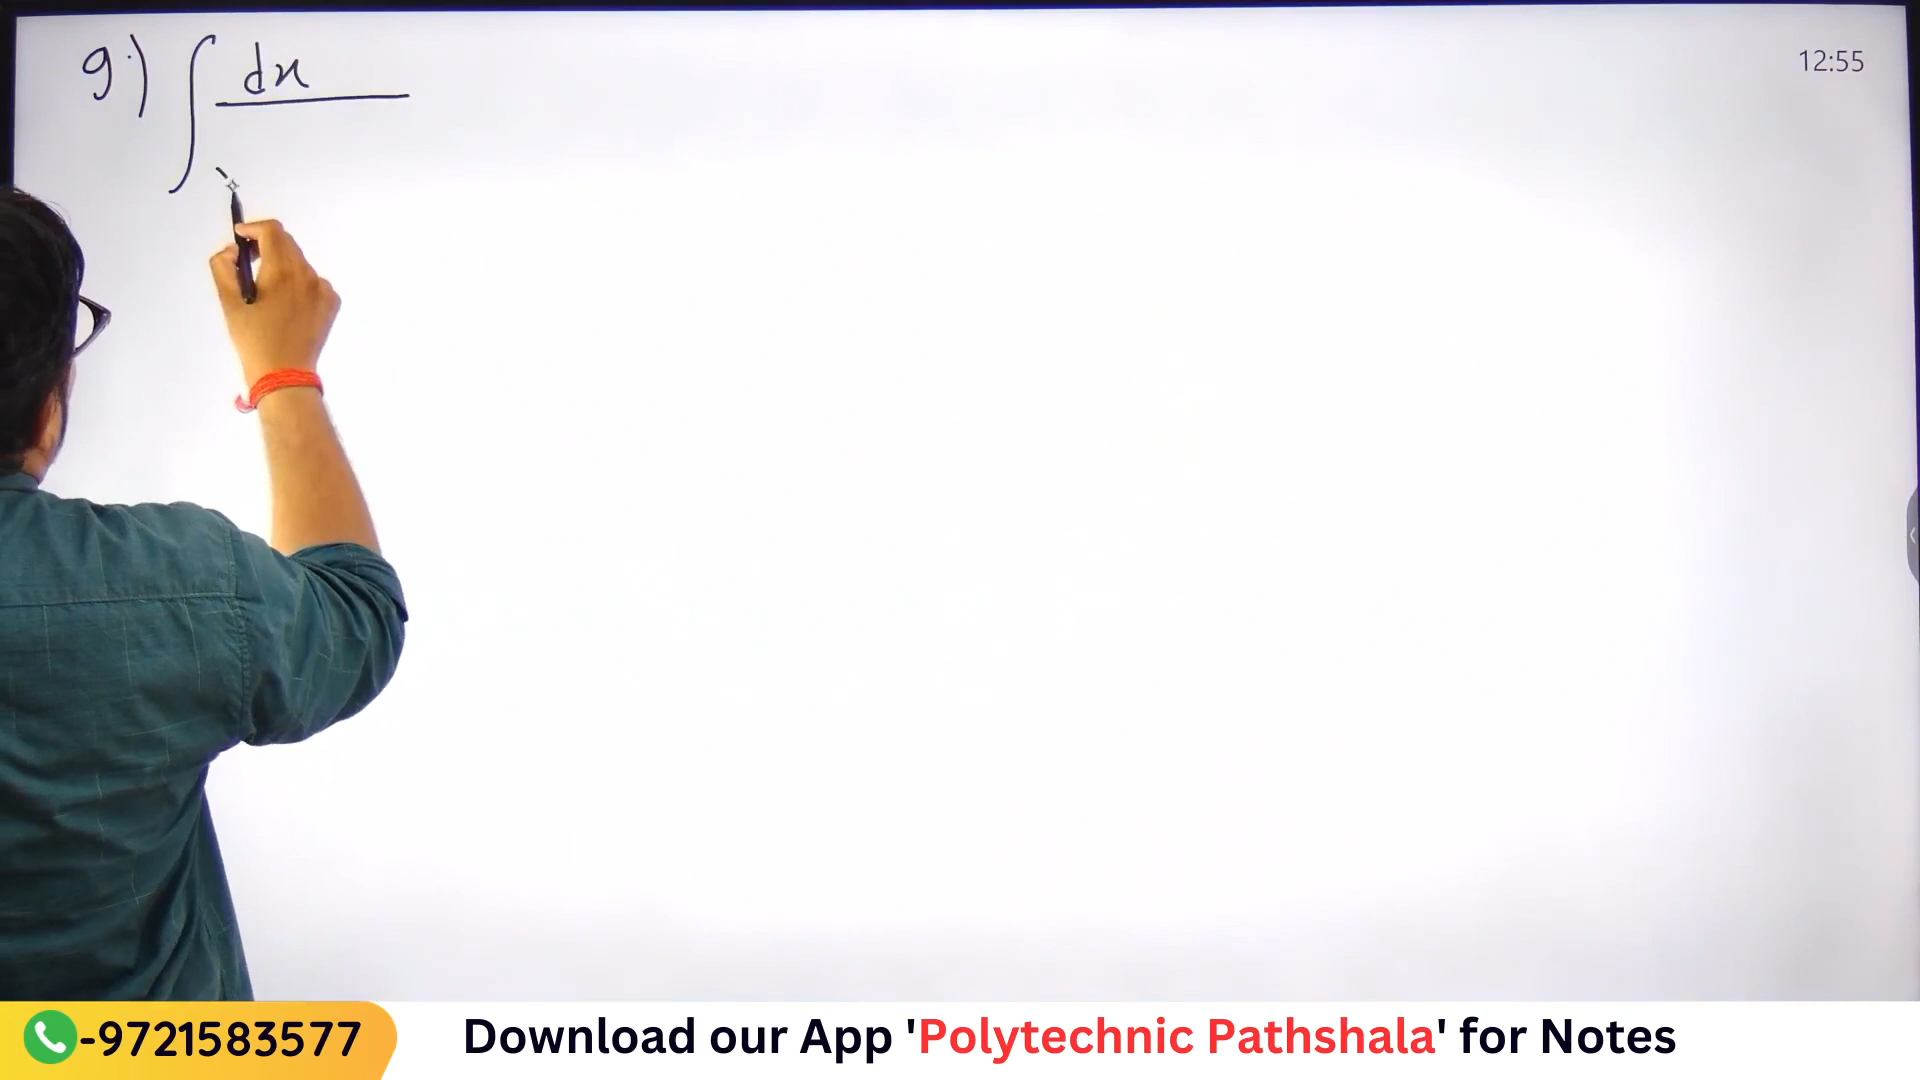 9.) ∫ dx
12:55
-9721583577
Download our App 'Polytechnic Pathshala' for Notes